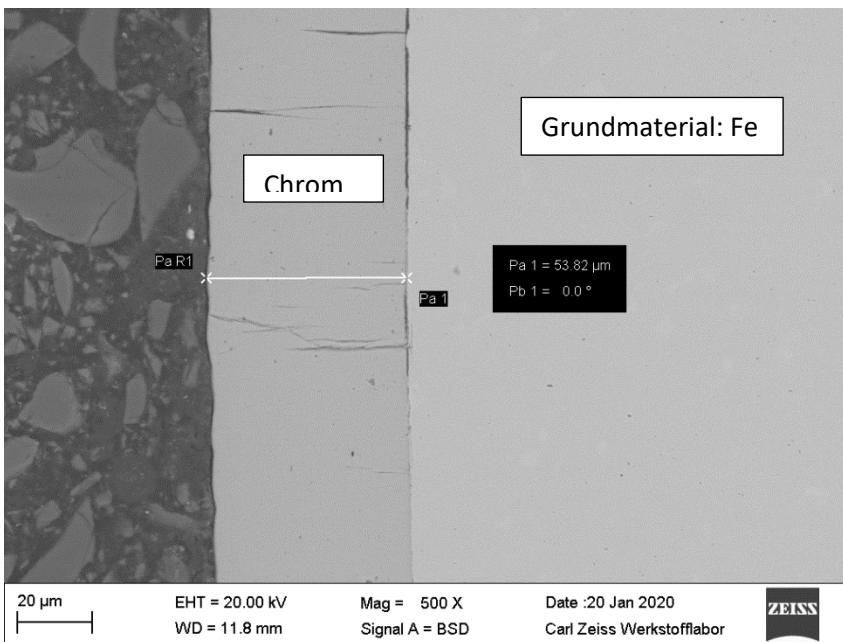 Grundmaterial: Fe
Chrom
Pa R1
Pa 1 = 53.82 µm
Pb 1 = 0.0 °
Pa 1
20 µm
EHT = 20.00 kV
Mag = 500 X
Date :20 Jan 2020
ZEISS
WD = 11.8 mm
Signal A = BSD
Carl Zeiss Werkstofflabor